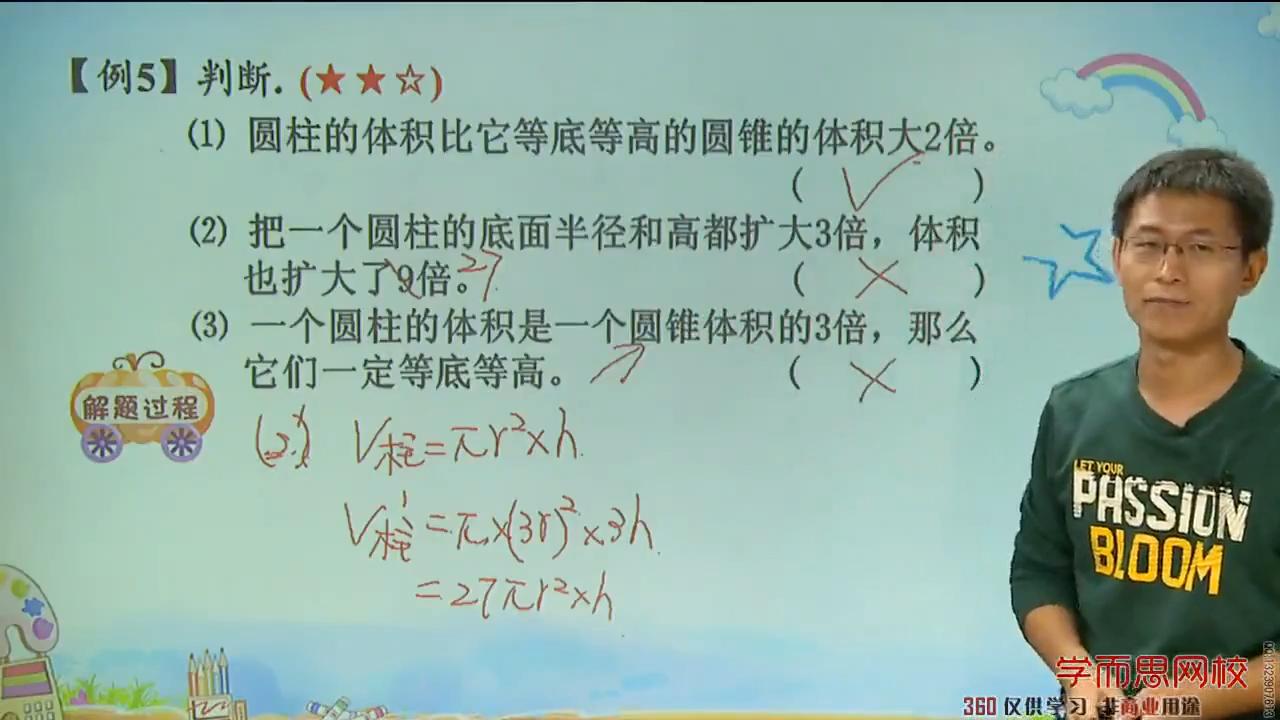 【例5】判断.(★★☆)
(1) 圆柱的体积比它等底等高的圆锥的体积大2倍。
( ✓ )
(2) 把一个圆柱的底面半径和高都扩大3倍，体积
也扩大了9倍。27 ( × )
(3) 一个圆柱的体积是一个圆锥体积的3倍，那么
它们一定等底等高。 ( × )
解题过程
(2) V柱=πr²×h
V柱'=π×(3r)²×3h
=27πr²×h
LET YOUR
PASSION
BLOOM
学而思网校
360 仅供学习 非商业用途